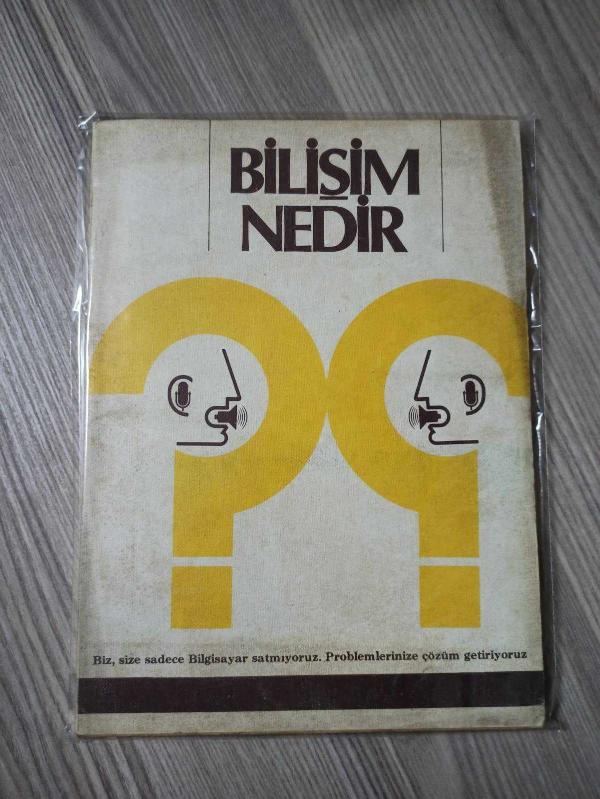 BİLİŞİM
NEDİR
Biz, size sadece Bilgisayar satmıyoruz. Problemlerinize çözüm getiriyoruz